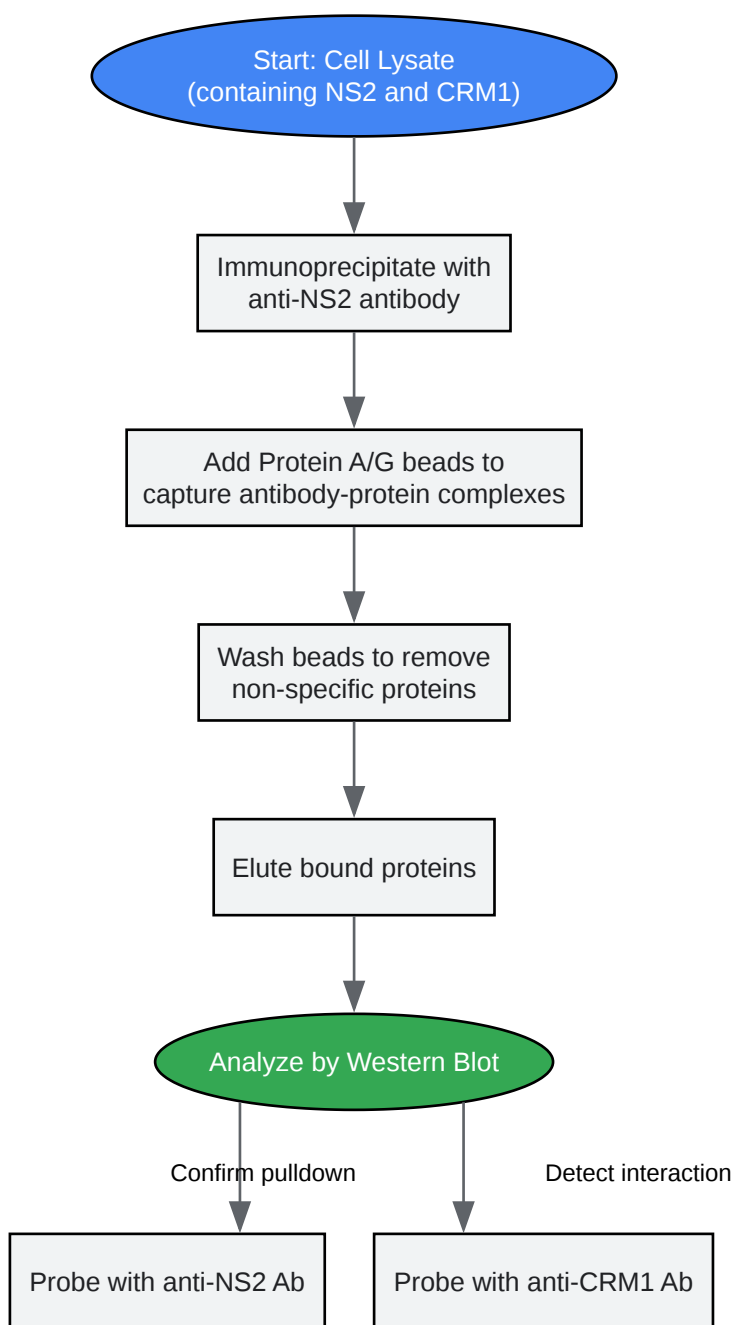 Start: Cell Lysate
(containing NS2 and CRM1)
Immunoprecipitate with
anti-NS2 antibody
Add Protein A/G beads to
capture antibody-protein complexes
Wash beads to remove
non-specific proteins
Elute bound proteins
Analyze by Western Blot
Confirm pulldown
Detect interaction
Probe with anti-NS2 Ab
Probe with anti-CRM1 Ab